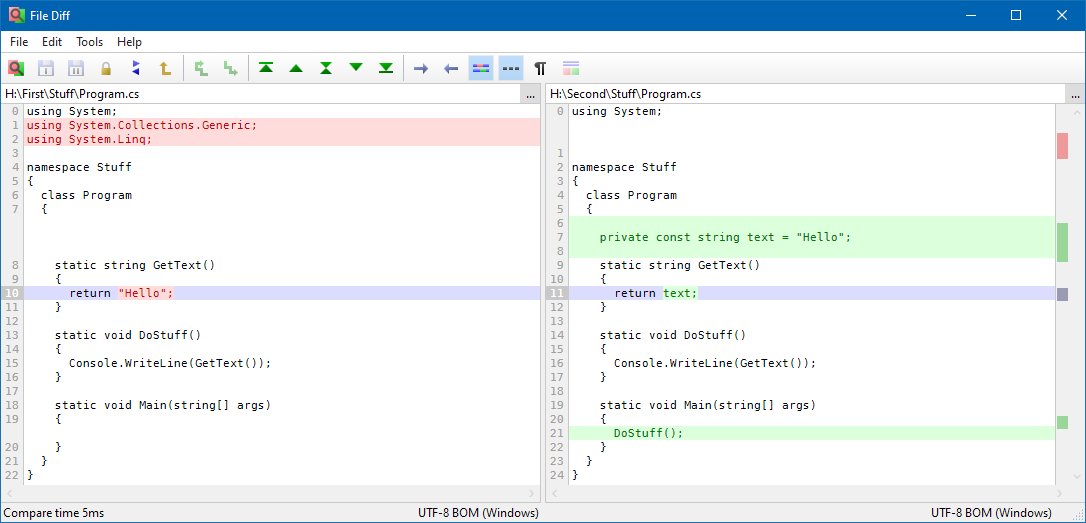 File Diff
File Edit Tools Help
H:\First\Stuff\Program.cs ...
0 using System;
1 using System.Collections.Generic;
2 using System.Linq;
3
4 namespace Stuff
5 {
6 class Program
7 {
8 static string GetText()
9 {
10 return "Hello";
11 }
12
13 static void DoStuff()
14 {
15 Console.WriteLine(GetText());
16 }
17
18 static void Main(string[] args)
19 {
20 }
21 }
22 }
H:\Second\Stuff\Program.cs ...
0 using System;
1
2 namespace Stuff
3 {
4 class Program
5 {
6
7 private const string text = "Hello";
8
9 static string GetText()
10 {
11 return text;
12 }
13
14 static void DoStuff()
15 {
16 Console.WriteLine(GetText());
17 }
18
19 static void Main(string[] args)
20 {
21 DoStuff();
22 }
23 }
24 }
Compare time 5ms UTF-8 BOM (Windows) UTF-8 BOM (Windows)